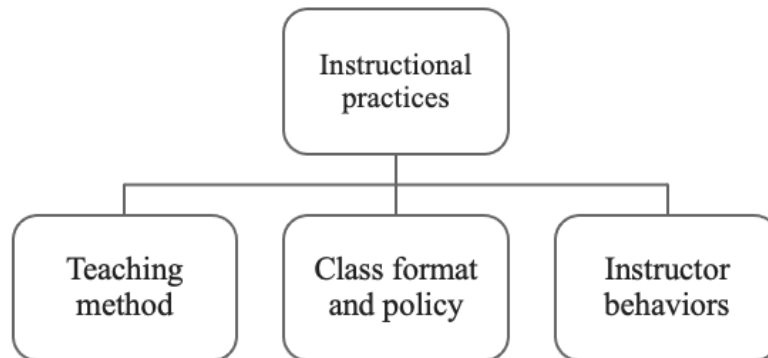 Instructional
practices
Teaching
method
Class format
and policy
Instructor
behaviors